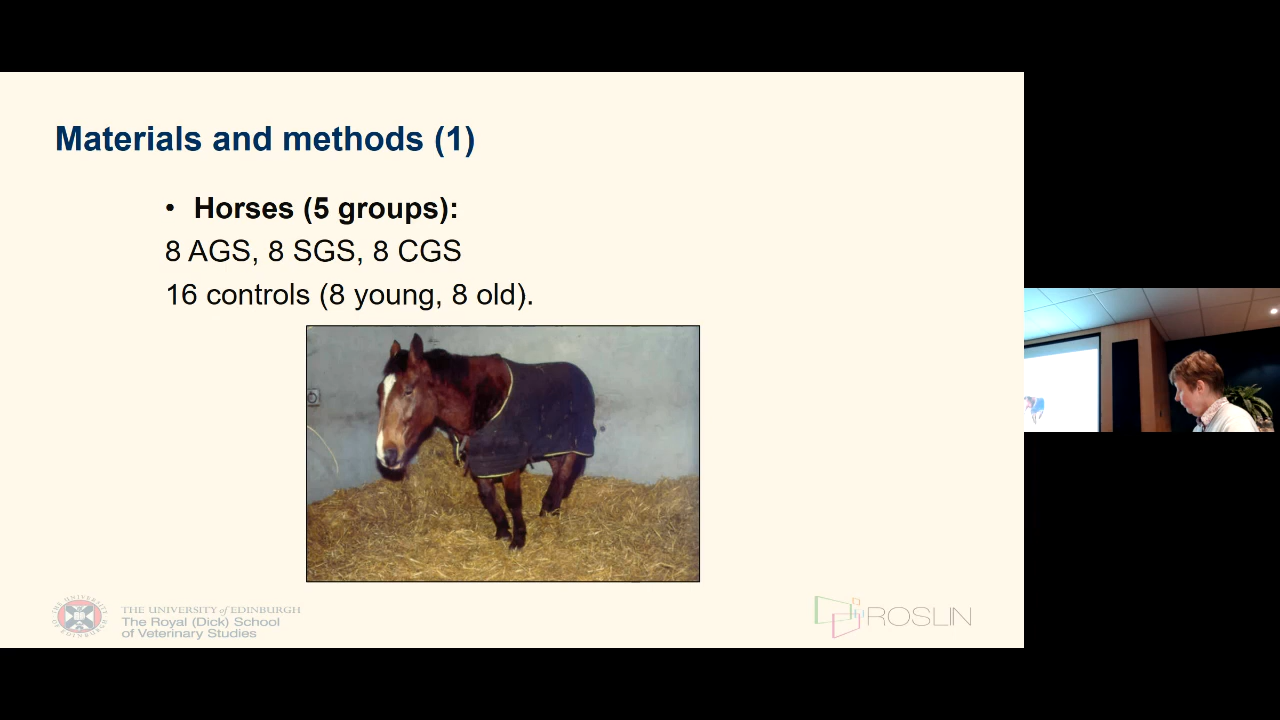 Materials and methods (1)
• Horses (5 groups):
8 AGS, 8 SGS, 8 CGS
16 controls (8 young, 8 old).
THE UNIVERSITY of EDINBURGH
The Royal (Dick) School
of Veterinary Studies
ROSLIN